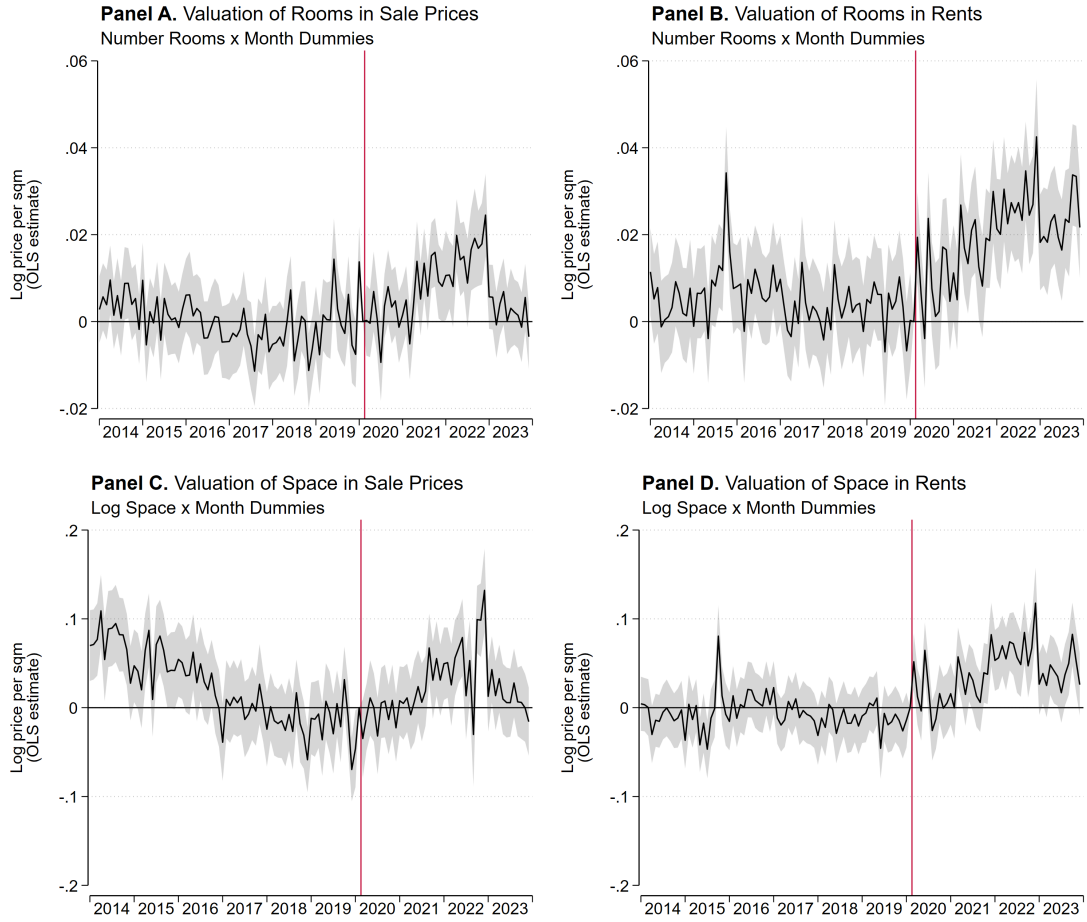 Panel A. Valuation of Rooms in Sale Prices
Number Rooms x Month Dummies
Log price per sqm
(OLS estimate)
.06
.04
.02
0
-.02
2014 2015 2016 2017 2018 2019 2020 2021 2022 2023
Panel B. Valuation of Rooms in Rents
Number Rooms x Month Dummies
Log price per sqm
(OLS estimate)
.06
.04
.02
0
-.02
2014 2015 2016 2017 2018 2019 2020 2021 2022 2023
Panel C. Valuation of Space in Sale Prices
Log Space x Month Dummies
Log price per sqm
(OLS estimate)
.2
.1
0
-.1
-.2
2014 2015 2016 2017 2018 2019 2020 2021 2022 2023
Panel D. Valuation of Space in Rents
Log Space x Month Dummies
Log price per sqm
(OLS estimate)
.2
.1
0
-.1
-.2
2014 2015 2016 2017 2018 2019 2020 2021 2022 2023